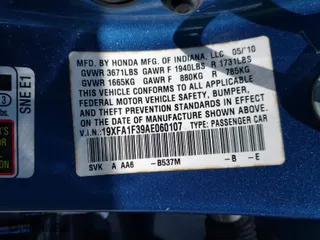 MFD. BY HONDA MFG. OF INDIANA, LLC. 05/10
GVWR 3671LBS GAWR F 1940LBS R 1731LBS
GVWR 1665KG GAWR F 880KG R 785KG
THIS VEHICLE CONFORMS TO ALL APPLICABLE
FEDERAL MOTOR VEHICLE SAFETY, BUMPER,
AND THEFT PREVENTION STANDARDS IN EFFECT
ON THE DATE OF MANUFACTURE SHOWN ABOVE.
V.I.N. 19XFA1F39AE060107 TYPE: PASSENGER CAR
SVK A AA6 -B537M -B -E
SNE E1